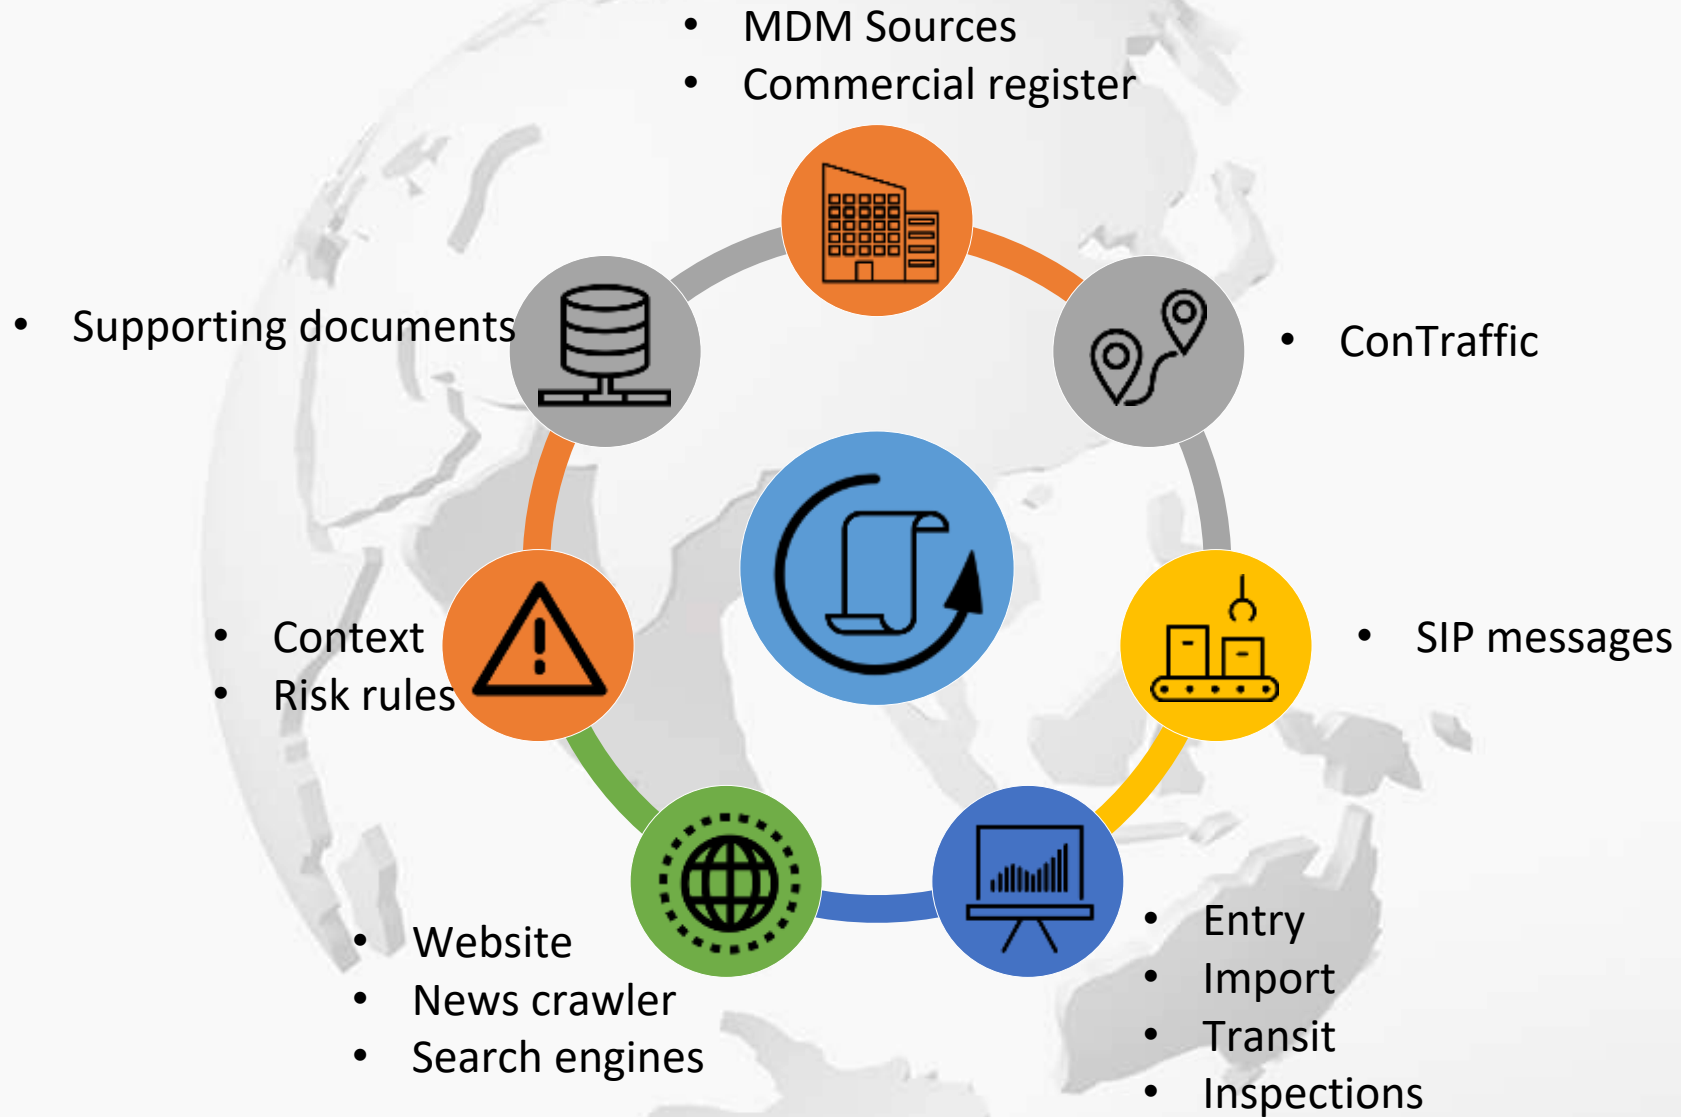 • MDM Sources
• Commercial register
• Supporting documents
• ConTraffic
• Context
• Risk rules
• SIP messages
• Website
• News crawler
• Search engines
• Entry
• Import
• Transit
• Inspections